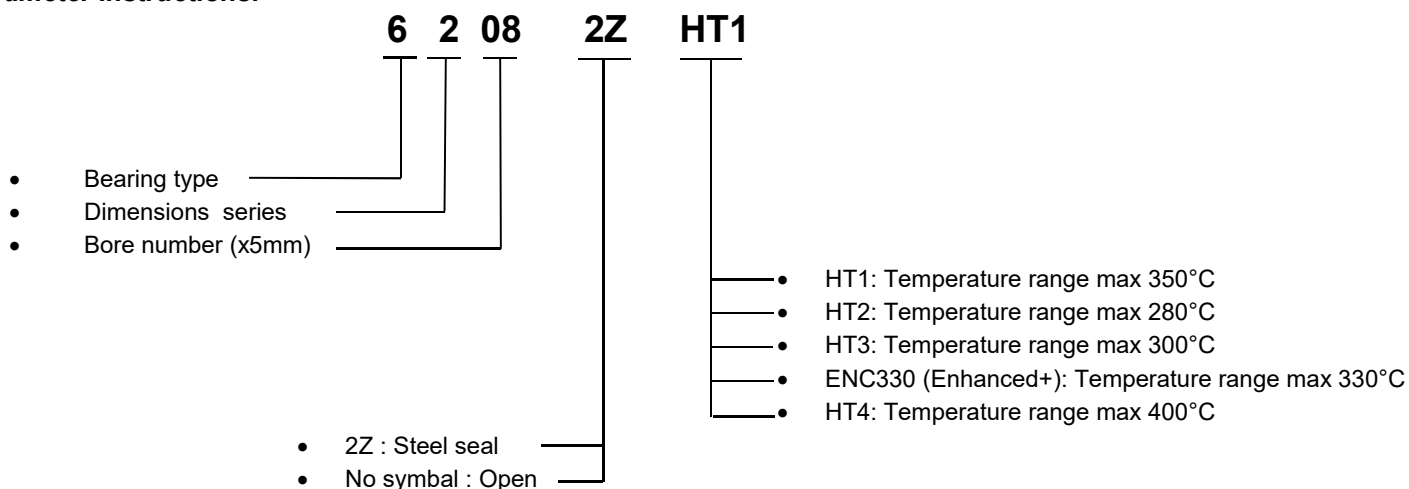 6 2 08 2Z HT1
• Bearing type
• Dimensions series
• Bore number (x5mm)
• HT1: Temperature range max 350°C
• HT2: Temperature range max 280°C
• HT3: Temperature range max 300°C
• ENC330 (Enhanced+): Temperature range max 330°C
• HT4: Temperature range max 400°C
• 2Z : Steel seal
• No symbal : Open